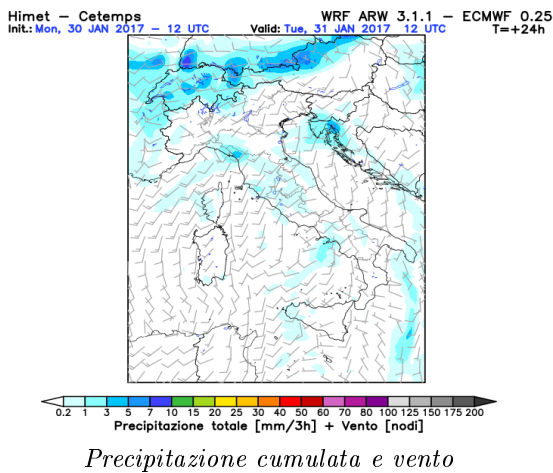 Himet – Cetemps WRF ARW 3.1.1 – ECMWF 0.25
Init.: Mon, 30 JAN 2017 – 12 UTC Valid: Tue, 31 JAN 2017 12 UTC T=+24h
0.2 1 3 5 7 10 15 20 25 30 40 50 60 70 80 100 125 150 175 200
Precipitazione totale [mm/3h] + Vento [nodi]
Precipitazione cumulata e vento